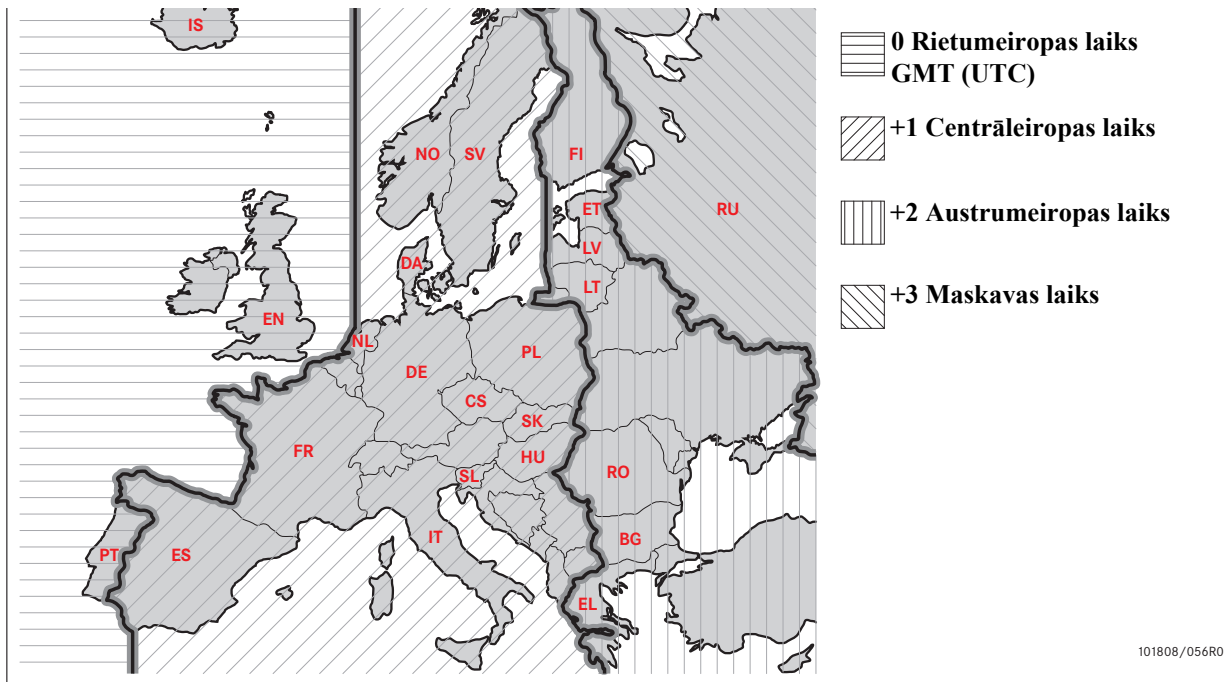 IS
NO
SV
FI
ET
RU
LV
DA
LT
EN
NL
PL
DE
CS
SK
FR
HU
SL
RO
IT
BG
PT
ES
EL
0 Rietumeiropas laiks
GMT (UTC)
+1 Centrāleiropas laiks
+2 Austrumeiropas laiks
+3 Maskavas laiks
101808/056R0